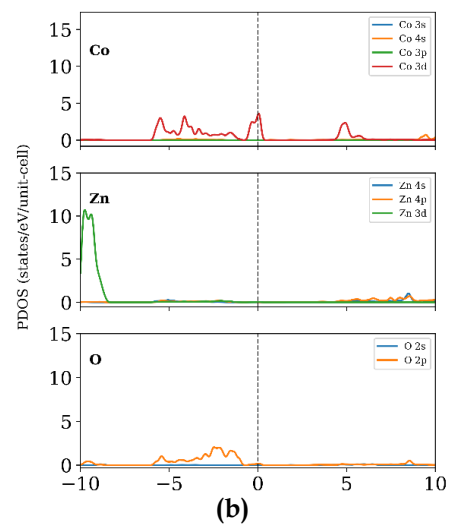 PDOS (states/eV/unit-cell)
15
10
5
0
Co
Co 3s
Co 4s
Co 3p
Co 3d
15
10
5
0
Zn
Zn 4s
Zn 4p
Zn 3d
15
10
5
0
O
O 2s
O 2p
−10
−5
0
5
10
(b)